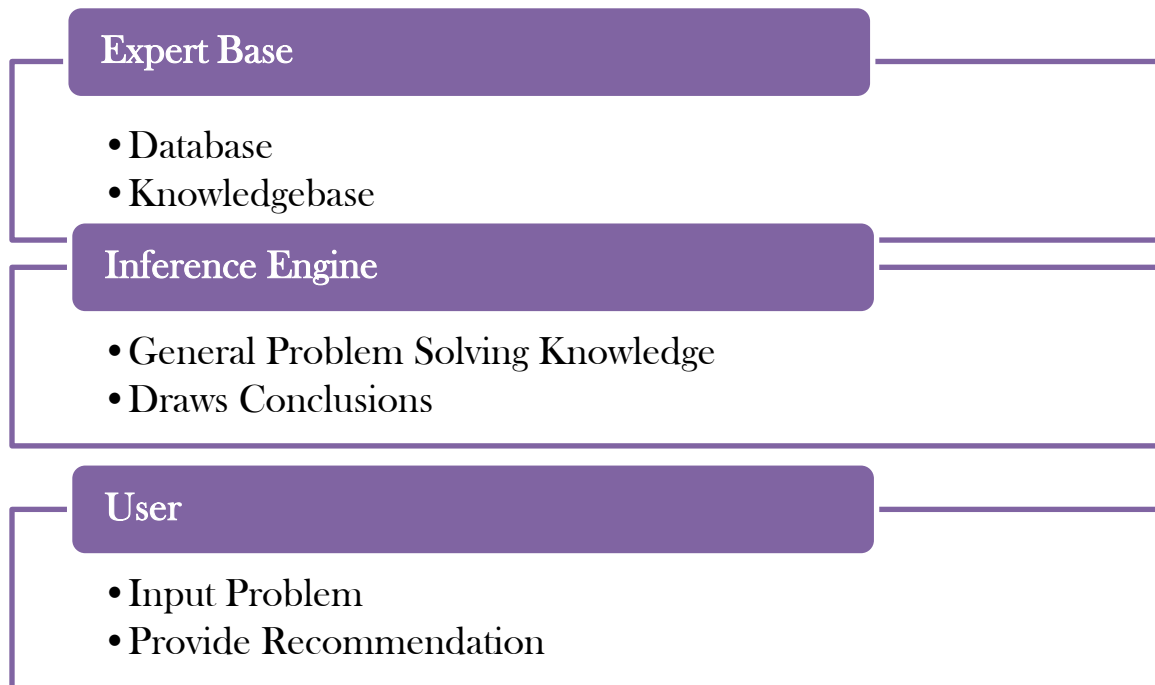 Expert Base
•Database
•Knowledgebase
Inference Engine
•General Problem Solving Knowledge
•Draws Conclusions
User
•Input Problem
•Provide Recommendation